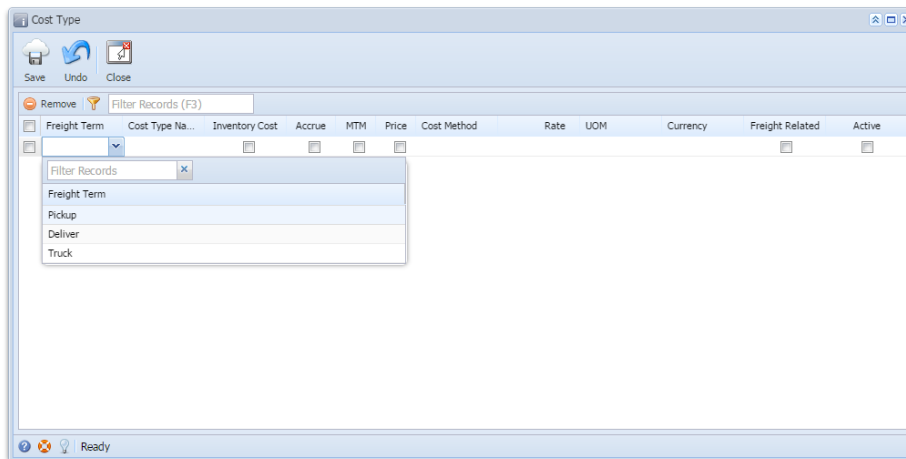 Cost Type
Save Undo Close
Remove Filter Records (F3)
Freight Term Cost Type Na... Inventory Cost Accrue MTM Price Cost Method Rate UOM Currency Freight Related Active
Filter Records
Freight Term
Pickup
Deliver
Truck
Ready